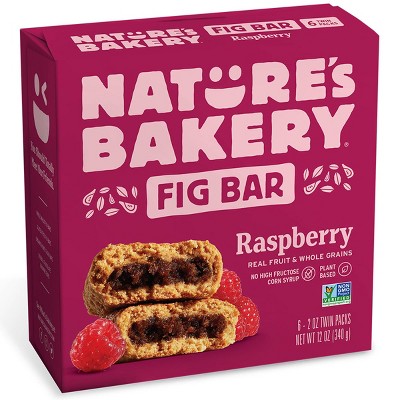 NATURE'S BAKERY
FIG BAR
Raspberry
6 TWIN PACKS
NATURE'S
BAKERY®
FIG BAR
Raspberry
REAL FRUIT & WHOLE GRAINS
NO HIGH FRUCTOSE
CORN SYRUP
PLANT
BASED
NON
GMO
Project
VERIFIED
6 - 2 OZ TWIN PACKS
NET WT 12 OZ (340 g)